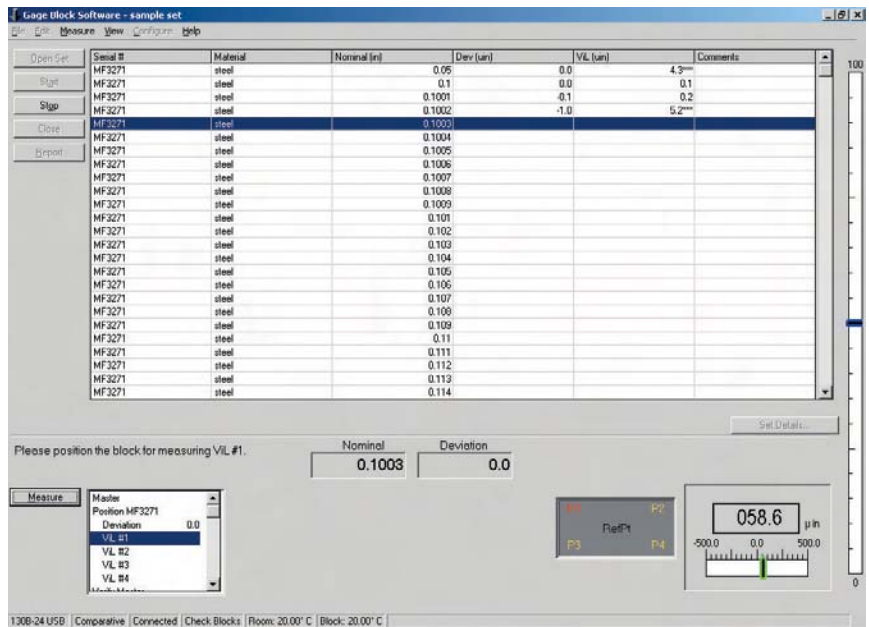 Gage Block Software - sample set
File Edit Measure View Configure Help
Open Set
Start
Stop
Close
Report
Serial # Material Nominal (in) Dev (µin) ViL (µin) Comments
MF3271 steel 0.05 0.0 4.3***
MF3271 steel 0.1 0.0 0.1
MF3271 steel 0.1001 -0.1 0.2
MF3271 steel 0.1002 -1.0 5.2***
MF3271 steel 0.1003
MF3271 steel 0.1004
MF3271 steel 0.1005
MF3271 steel 0.1006
MF3271 steel 0.1007
MF3271 steel 0.1008
MF3271 steel 0.1009
MF3271 steel 0.101
MF3271 steel 0.102
MF3271 steel 0.103
MF3271 steel 0.104
MF3271 steel 0.105
MF3271 steel 0.106
MF3271 steel 0.107
MF3271 steel 0.108
MF3271 steel 0.109
MF3271 steel 0.11
MF3271 steel 0.111
MF3271 steel 0.112
MF3271 steel 0.113
MF3271 steel 0.114
100
0
Set Details...
Please position the block for measuring ViL #1.
Nominal Deviation
0.1003 0.0
Measure
Master
Position MF3271
Deviation 0.0
ViL #1
ViL #2
ViL #3
ViL #4
Verify Master
P1 P2
RefPt
P3 P4
058.6 µin
-500.0 0.0 500.0
130B-24 USB Comparative Connected Check Blocks Room: 20.00° C Block: 20.00° C